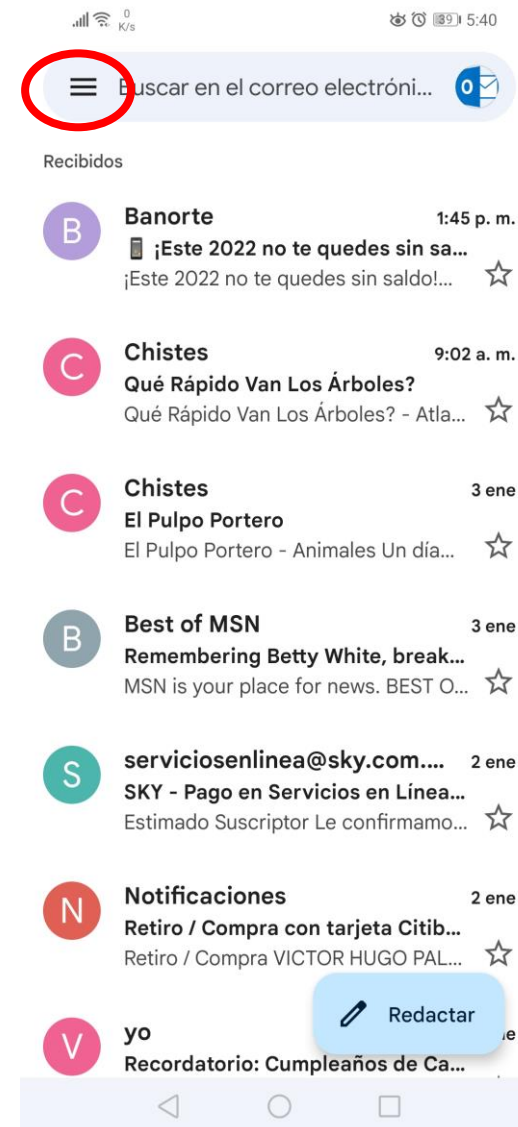 0
K/s
39 5:40
Buscar en el correo electróni...
Recibidos
B
Banorte 1:45 p. m.
¡Este 2022 no te quedes sin sa...
¡Este 2022 no te quedes sin saldo!...
C
Chistes 9:02 a. m.
Qué Rápido Van Los Árboles?
Qué Rápido Van Los Árboles? - Atla...
C
Chistes 3 ene
El Pulpo Portero
El Pulpo Portero - Animales Un día...
B
Best of MSN 3 ene
Remembering Betty White, break...
MSN is your place for news. BEST O...
S
serviciosenlinea@sky.com.... 2 ene
SKY - Pago en Servicios en Línea...
Estimado Suscriptor Le confirmamo...
N
Notificaciones 2 ene
Retiro / Compra con tarjeta Citib...
Retiro / Compra VICTOR HUGO PAL...
Redactar
V
yo
Recordatorio: Cumpleaños de Ca...